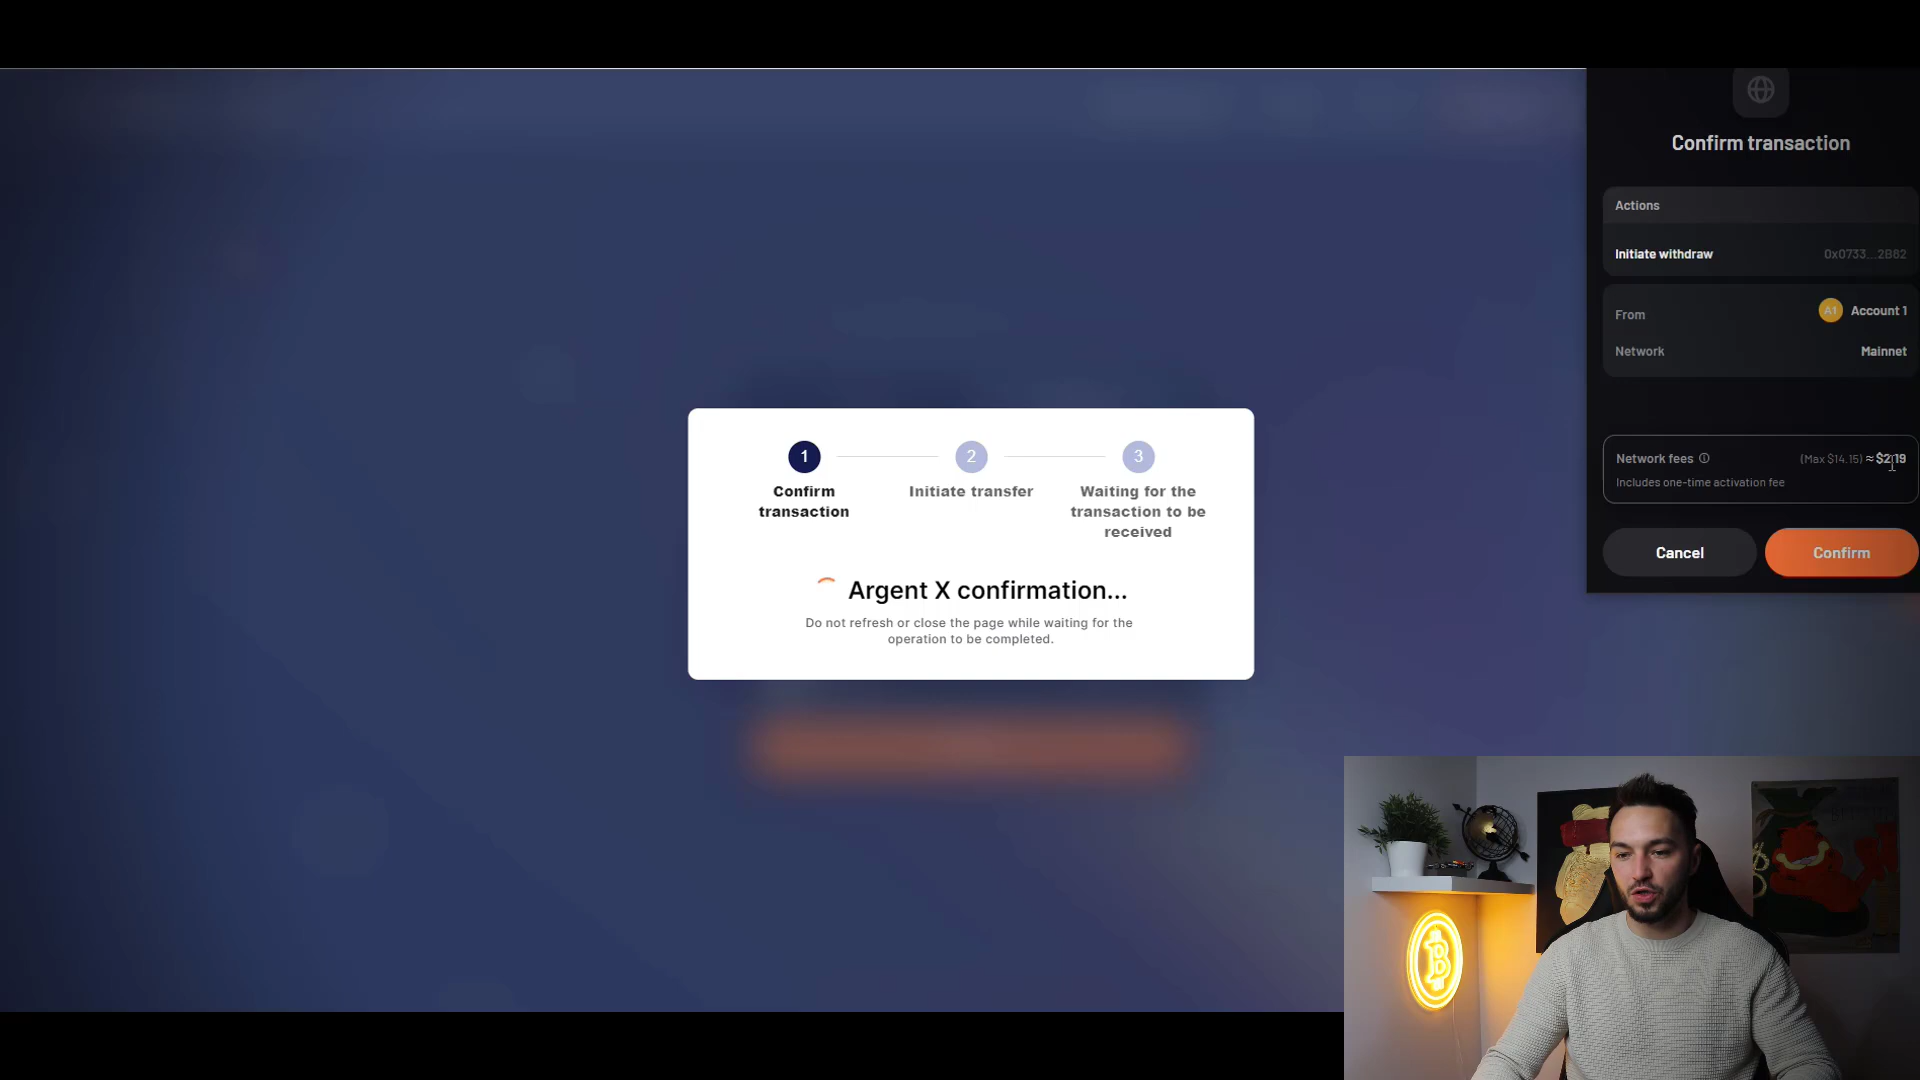 Confirm transaction
Actions
Initiate withdraw 0x0733...2B62
From A1 Account 1
Network Mainnet
Network fees (Max $14.15) ≈ $2.19
Includes one-time activation fee
Cancel Confirm
1 2 3
Confirm transaction
Initiate transfer
Waiting for the transaction to be received
Argent X confirmation...
Do not refresh or close the page while waiting for the
operation to be completed.